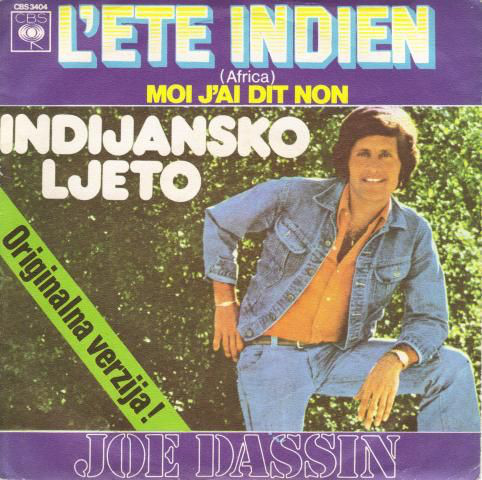 CBS 3404
CBS
L'ETE INDIEN
(Africa)
MOI J'AI DIT NON
INDIJANSKO
LJETO
Originalna verzija!
JOE DASSIN